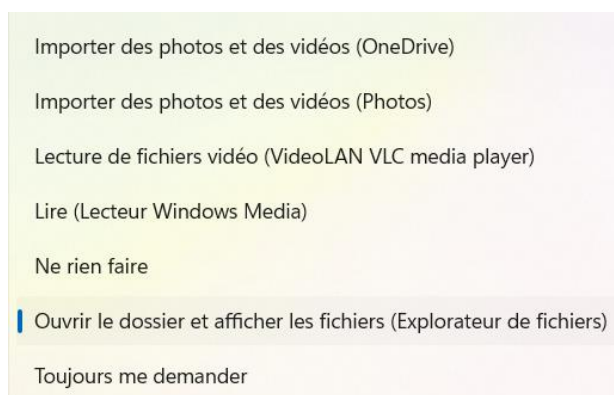 Importer des photos et des vidéos (OneDrive)
Importer des photos et des vidéos (Photos)
Lecture de fichiers vidéo (VideoLAN VLC media player)
Lire (Lecteur Windows Media)
Ne rien faire
Ouvrir le dossier et afficher les fichiers (Explorateur de fichiers)
Toujours me demander